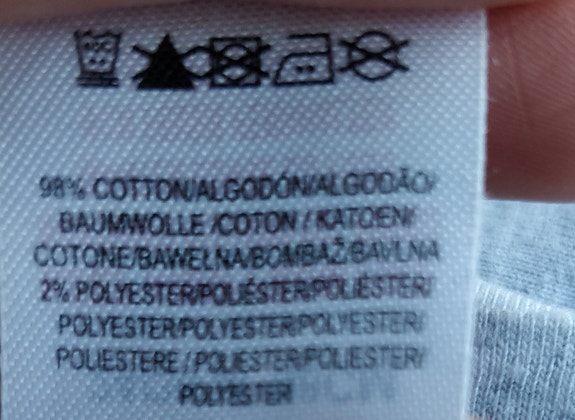 98% COTTON/ALGODÓN/ALGODÃO/
BAUMWOLLE /COTON / KATOEN/
COTONE/BAWEŁNA/BOMBAŽ/BAVLNA
2% POLYESTER/POLIÉSTER/POLIÉSTER/
POLYESTER/POLYESTER/POLYESTER/
POLIESTERE / POLIESTER/POLIESTER/
POLYESTER